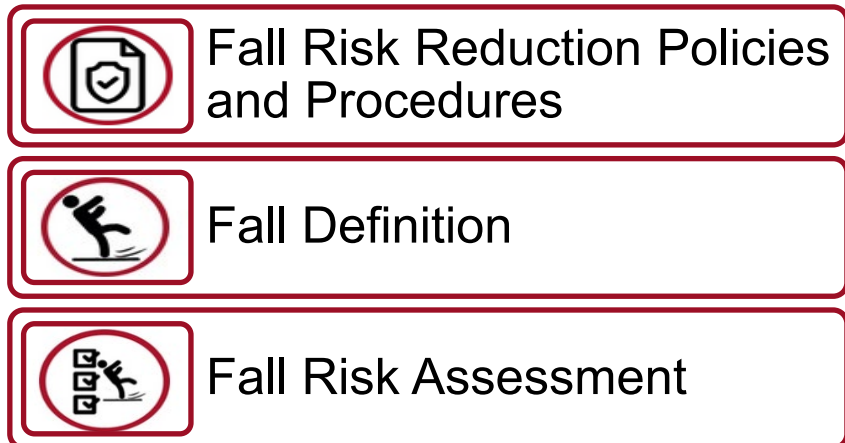 Fall Risk Reduction Policies
and Procedures
Fall Definition
Fall Risk Assessment